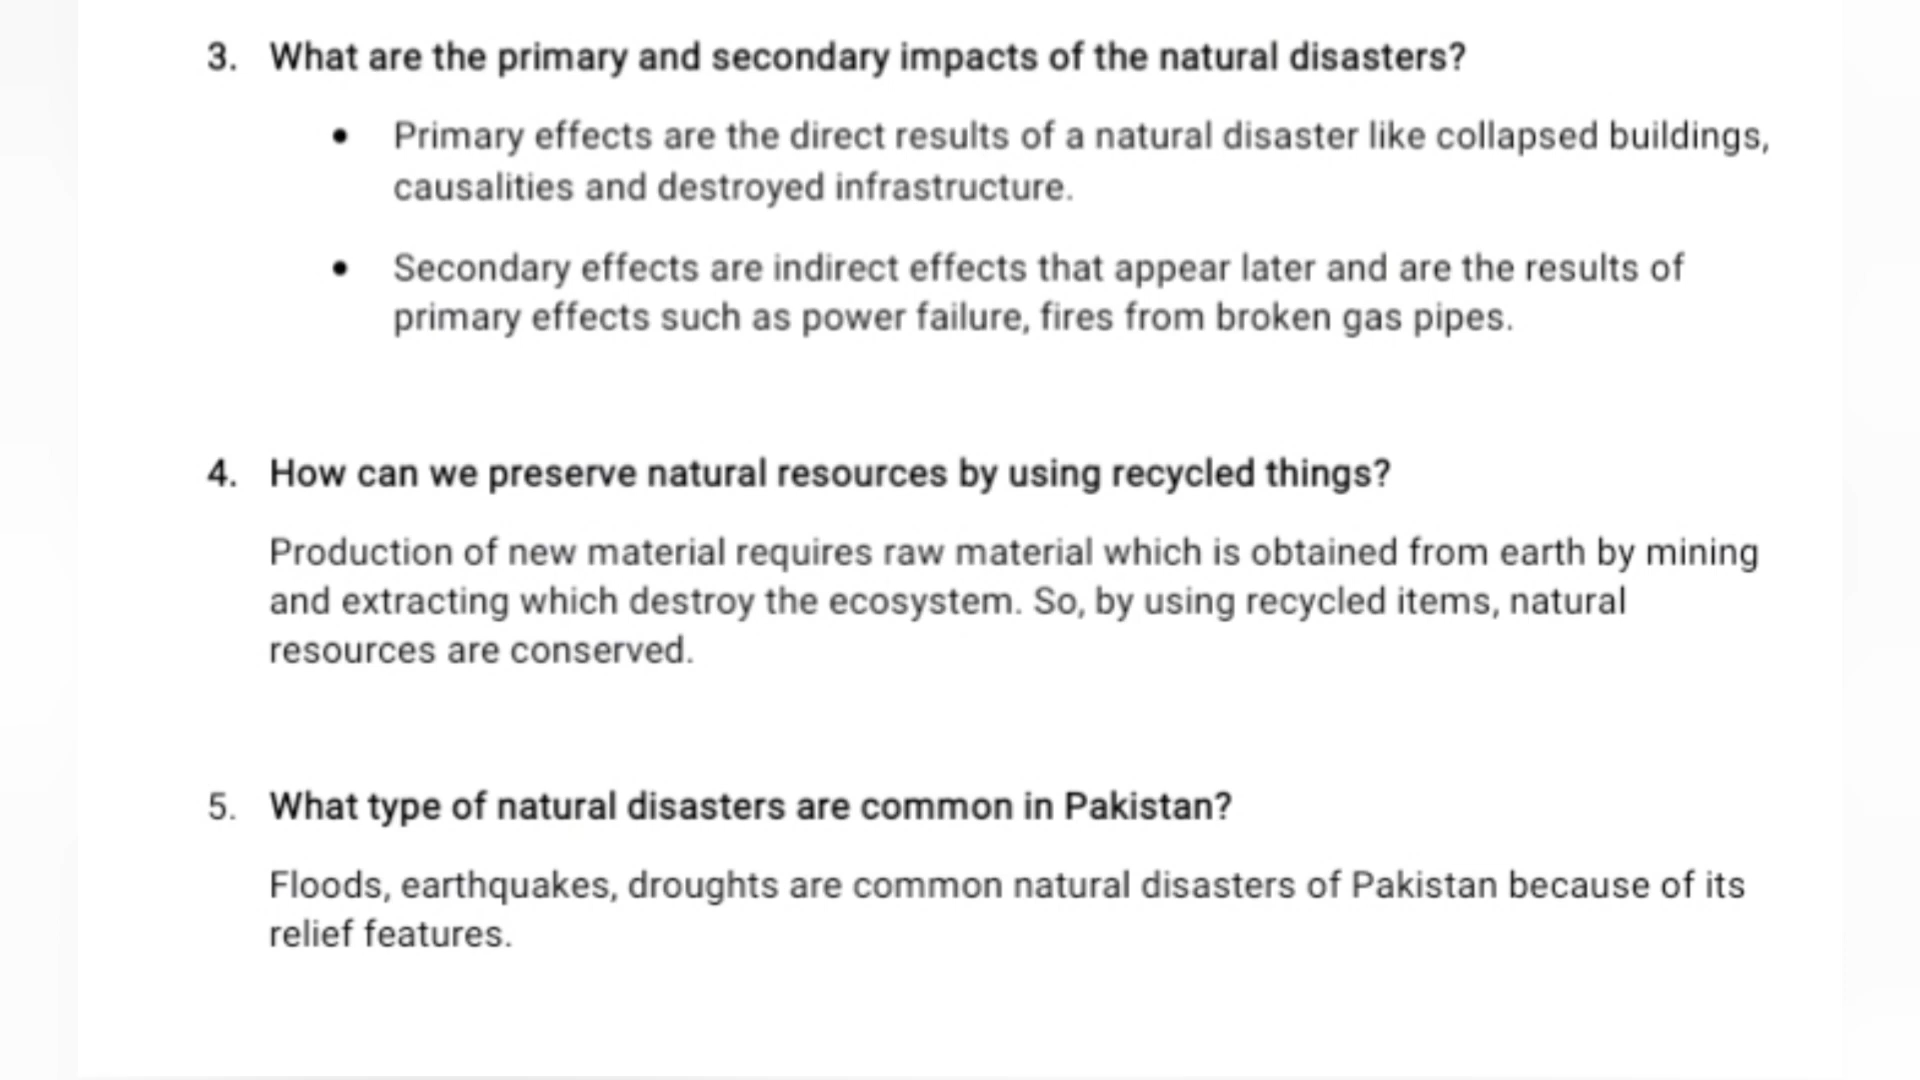 3. What are the primary and secondary impacts of the natural disasters?
• Primary effects are the direct results of a natural disaster like collapsed buildings,
causalities and destroyed infrastructure.
• Secondary effects are indirect effects that appear later and are the results of
primary effects such as power failure, fires from broken gas pipes.
4. How can we preserve natural resources by using recycled things?
Production of new material requires raw material which is obtained from earth by mining
and extracting which destroy the ecosystem. So, by using recycled items, natural
resources are conserved.
5. What type of natural disasters are common in Pakistan?
Floods, earthquakes, droughts are common natural disasters of Pakistan because of its
relief features.